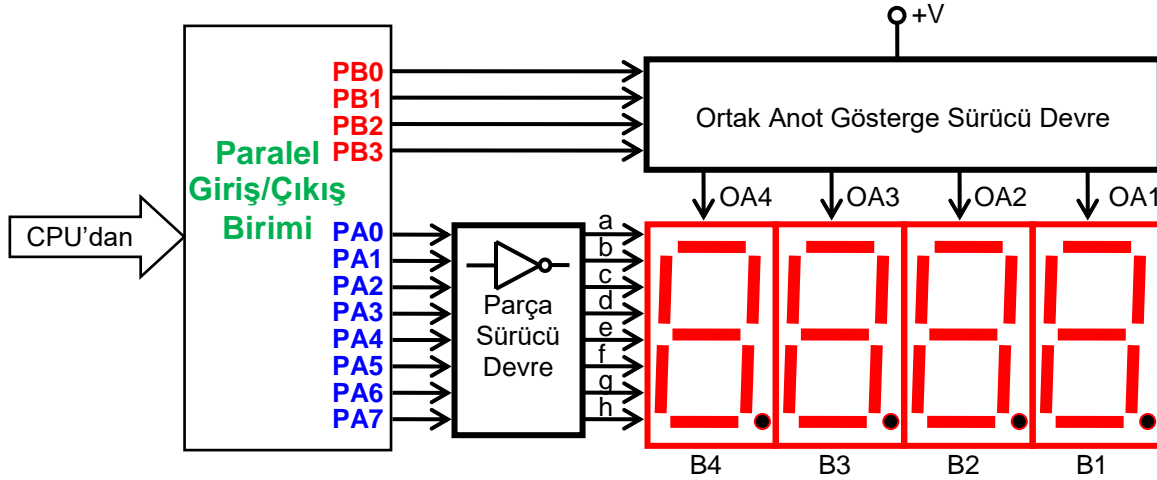 +V
PB0
PB1
PB2
PB3
Ortak Anot Gösterge Sürücü Devre
Paralel
Giriş/Çıkış
Birimi
OA4
OA3
OA2
OA1
CPU’dan
PA0
PA1
PA2
PA3
PA4
PA5
PA6
PA7
Parça
Sürücü
Devre
a
b
c
d
e
f
g
h
B4
B3
B2
B1